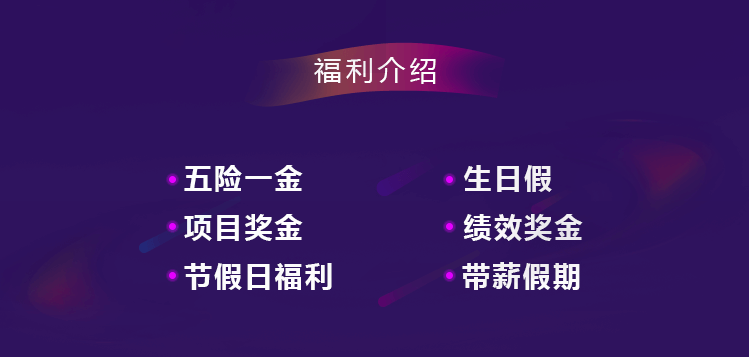 福利介绍
五险一金
生日假
项目奖金
绩效奖金
节假日福利
带薪假期